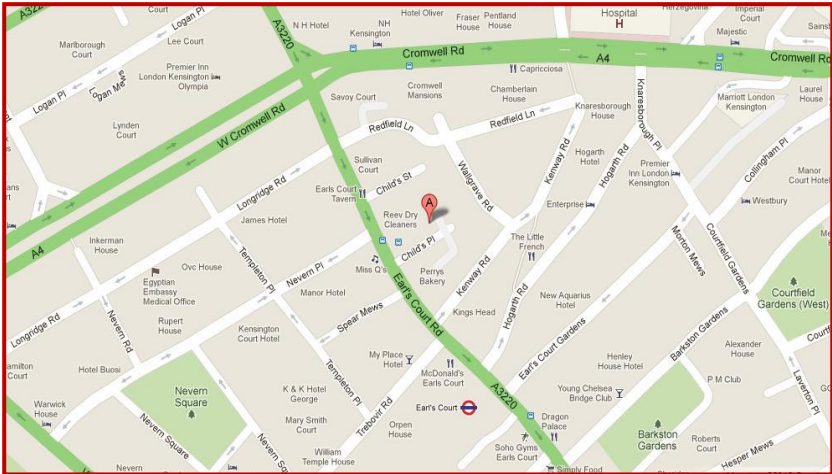 A3220
Logan Pl
N H Hotel
NH
Kensington
Hotel Oliver
Fraser
House
Pentland
House
Hospital
H
Imperial
Court
Majestic
Marlborough
Court
Lee Court
A3220
Cromwell Rd
A4
Cromwell Rd
Premier Inn
London Kensington
Olympia
Logan Me
Logan Pl
Capricciosa
Savoy Court
Cromwell
Mansions
Chamberlain
House
Knaresborough
House
Knaresborough Pl
Marriott London
Kensington
Laurel
House
Lynden
Court
W Cromwell Rd
Redfield Ln
Redfield Ln
Collingham Pl
Sullivan
Court
Wallgrave Rd
Kenway Rd
Hogarth
Hotel
Hogarth Rd
Premier
Inn London
Kensington
Manor
Court Hotel
Longridge Rd
Earls Court
Tavern
Child's St
A
Enterprise
Westbury
James Hotel
Reev Dry
Cleaners
Courtfield Gardens
Inkerman
House
A4
Templeton Pl
Child's Pl
The Little
French
Morton Mews
Ovc House
Nevern Pl
Miss Q's
Perrys
Bakery
Kenway Rd
Egyptian
Embassy
Medical Office
Manor Hotel
Earl's Court Rd
Hogarth Rd
New Aquarius
Hotel
Courtfield
Gardens (West)
Longridge Rd
Nevern Rd
Rupert
House
Spear Mews
Kings Head
Barkston Gardens
Kensington
Court Hotel
Earl's Court Gardens
Alexander
House
Hotel Buosi
Templeton Pl
My Place
Hotel
McDonald's
Earls Court
Henley
House Hotel
P M Club
Laverton Pl
Warwick
House
Nevern
Square
K & K Hotel
George
Trebovir Rd
A3220
Young Chelsea
Bridge Club
Earl's Court
Mary Smith
Court
Orpen
House
Dragon
Palace
Barkston
Gardens
Roberts
Court
Nevern Square
William
Temple House
Soho Gyms
Earls Court
Hesper Mews
Nevern
Simply Food